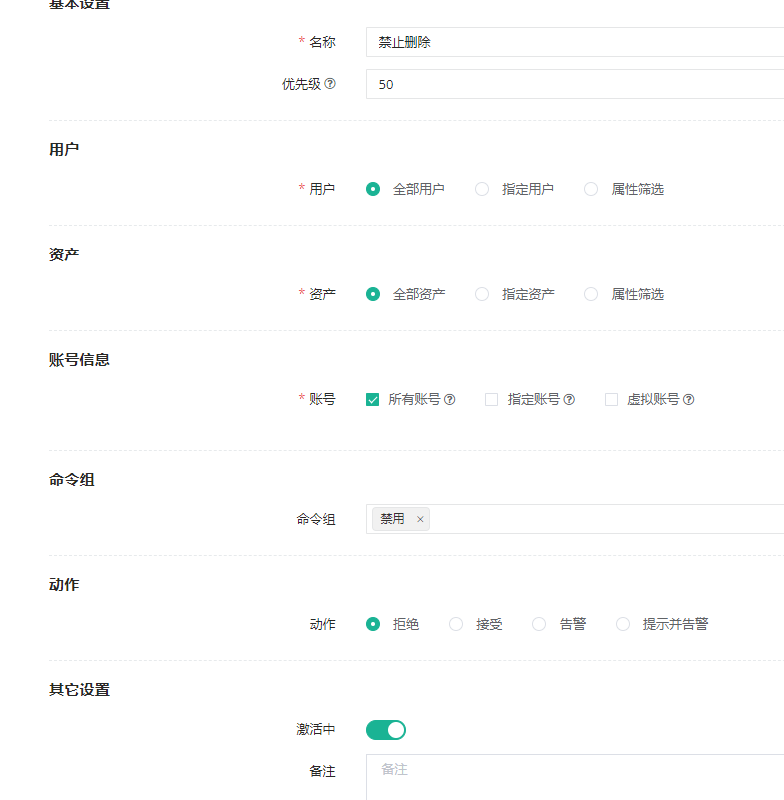 基本设置
* 名称 禁止删除
优先级 50
用户
* 用户 全部用户 指定用户 属性筛选
资产
* 资产 全部资产 指定资产 属性筛选
账号信息
* 账号 所有账号 指定账号 虚拟账号
命令组
命令组 禁用 ×
动作
动作 拒绝 接受 告警 提示并告警
其它设置
激活中
备注 备注